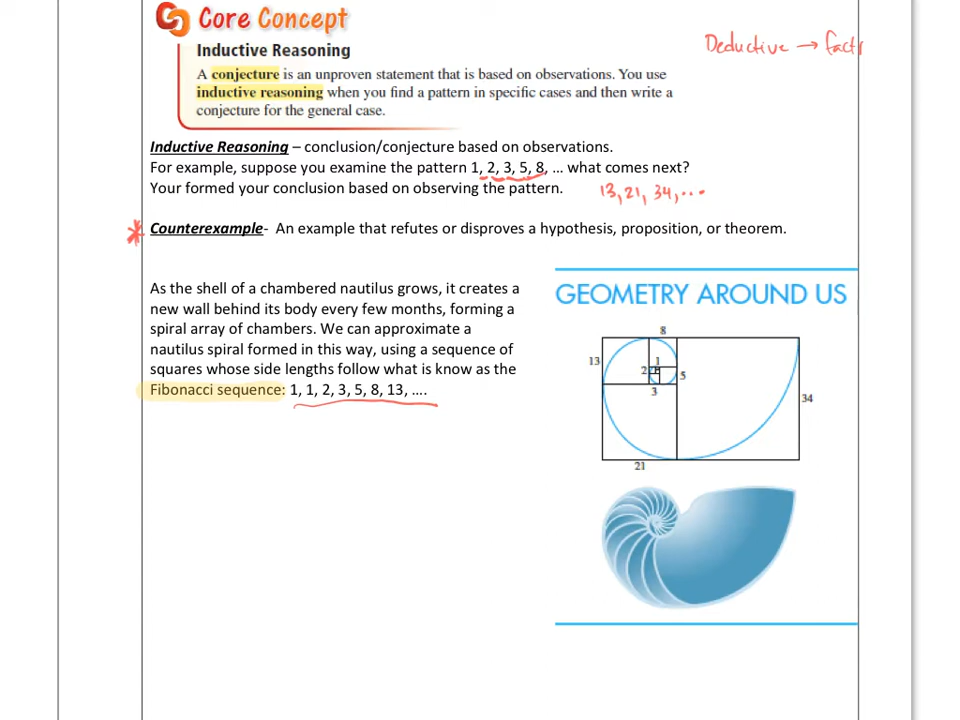 Core Concept
Deductive → fact
Inductive Reasoning
A conjecture is an unproven statement that is based on observations. You use
inductive reasoning when you find a pattern in specific cases and then write a
conjecture for the general case.
Inductive Reasoning – conclusion/conjecture based on observations.
For example, suppose you examine the pattern 1, 2, 3, 5, 8, … what comes next?
Your formed your conclusion based on observing the pattern.
13, 21, 34, ...
* Counterexample- An example that refutes or disproves a hypothesis, proposition, or theorem.
As the shell of a chambered nautilus grows, it creates a
new wall behind its body every few months, forming a
spiral array of chambers. We can approximate a
nautilus spiral formed in this way, using a sequence of
squares whose side lengths follow what is know as the
Fibonacci sequence: 1, 1, 2, 3, 5, 8, 13, ….
GEOMETRY AROUND US
8
13
1
2
5
3
34
21